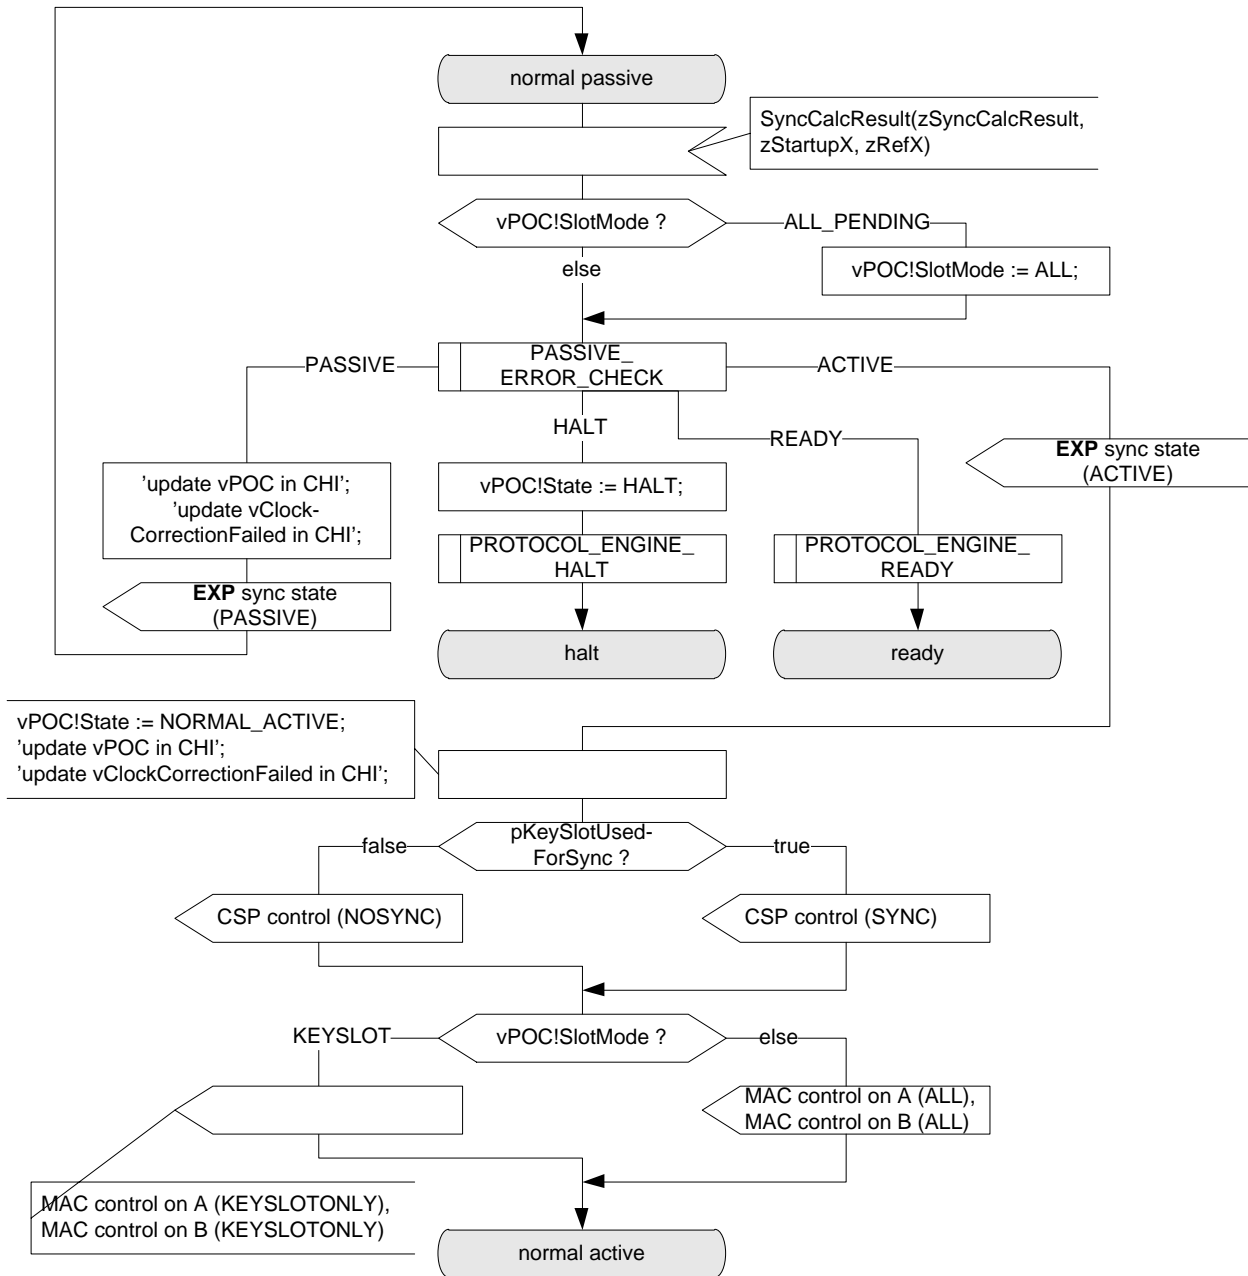 normal passive
SyncCalcResult(zSyncCalcResult,
zStartupX, zRefX)
vPOC!SlotMode ?
ALL_PENDING
else
vPOC!SlotMode := ALL;
PASSIVE
PASSIVE_
ERROR_CHECK
ACTIVE
HALT
READY
EXP sync state
(ACTIVE)
'update vPOC in CHI';
'update vClock-
CorrectionFailed in CHI';
vPOC!State := HALT;
PROTOCOL_ENGINE_
HALT
PROTOCOL_ENGINE_
READY
EXP sync state
(PASSIVE)
halt
ready
vPOC!State := NORMAL_ACTIVE;
'update vPOC in CHI';
'update vClockCorrectionFailed in CHI';
pKeySlotUsed-
ForSync ?
false
true
CSP control (NOSYNC)
CSP control (SYNC)
KEYSLOT
vPOC!SlotMode ?
else
MAC control on A (ALL),
MAC control on B (ALL)
MAC control on A (KEYSLOTONLY),
MAC control on B (KEYSLOTONLY)
normal active